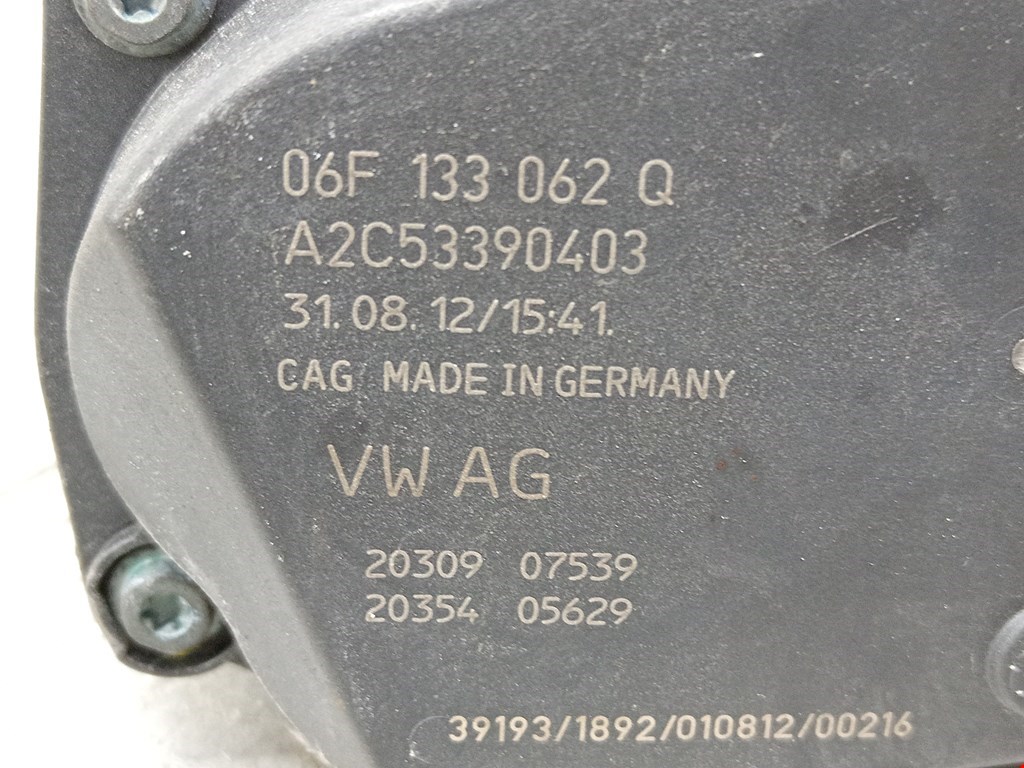 06F 133 062 Q
A2C53390403
31.08.12/15:41.
CAG MADE IN GERMANY
VW AG
20309 07539
20354 05629
39193/1892/010812/00216